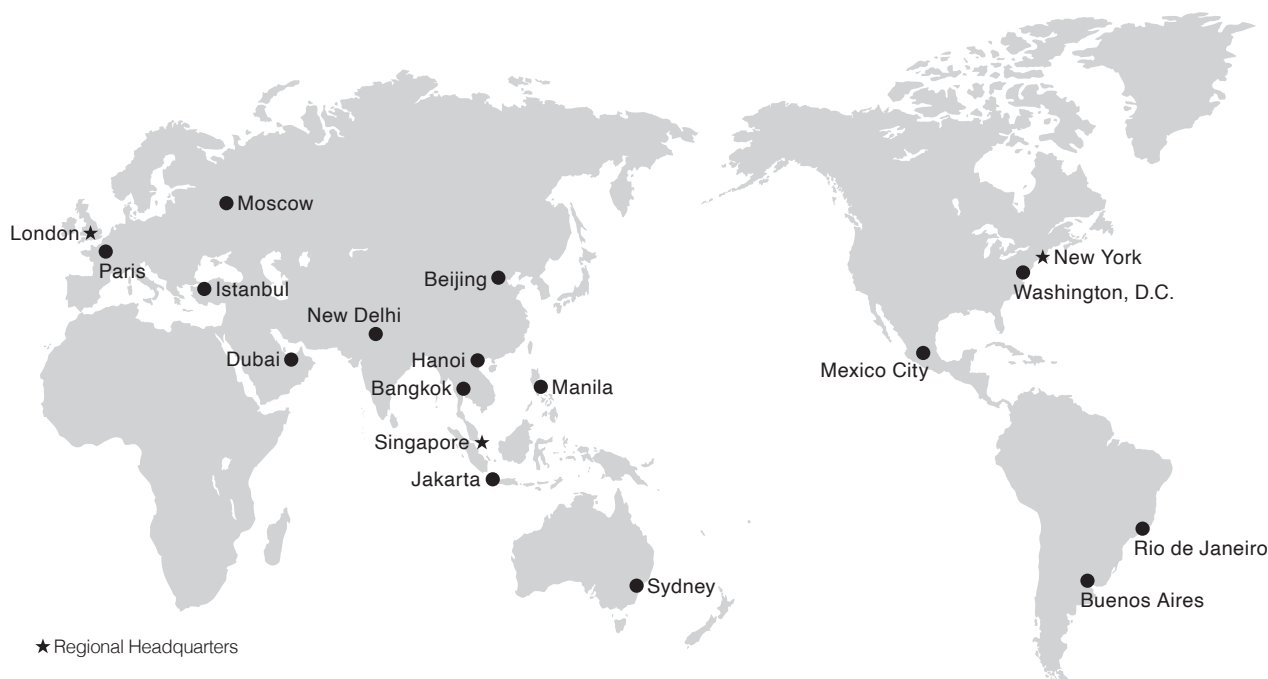 Moscow
London ★
Paris
Istanbul
Beijing
New Delhi
Dubai
Hanoi
Bangkok
Manila
Singapore ★
Jakarta
Sydney
★ New York
Washington, D.C.
Mexico City
Rio de Janeiro
Buenos Aires
★ Regional Headquarters